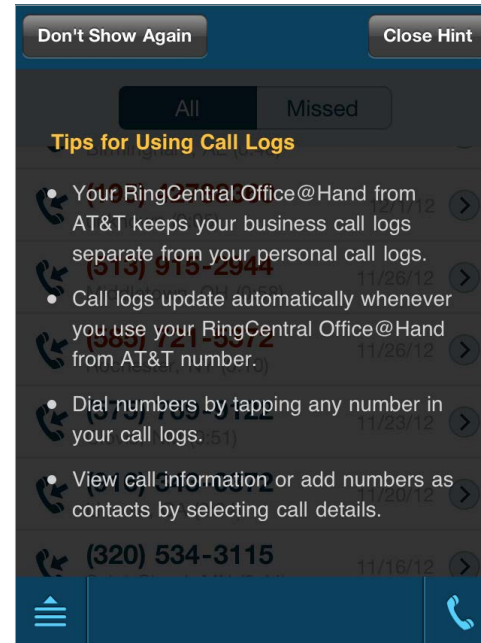 Don't Show Again
Close Hint
All
Missed
Tips for Using Call Logs
• Your RingCentral Office@Hand from
AT&T keeps your business call logs
separate from your personal call logs.
(513) 915-2944
11/26/12
• Call logs update automatically whenever
you use your RingCentral Office@Hand
from AT&T number.
11/26/12
• Dial numbers by tapping any number in
your call logs.
11/23/12
• View call information or add numbers as
contacts by selecting call details.
11/20/12
(320) 534-3115
11/16/12